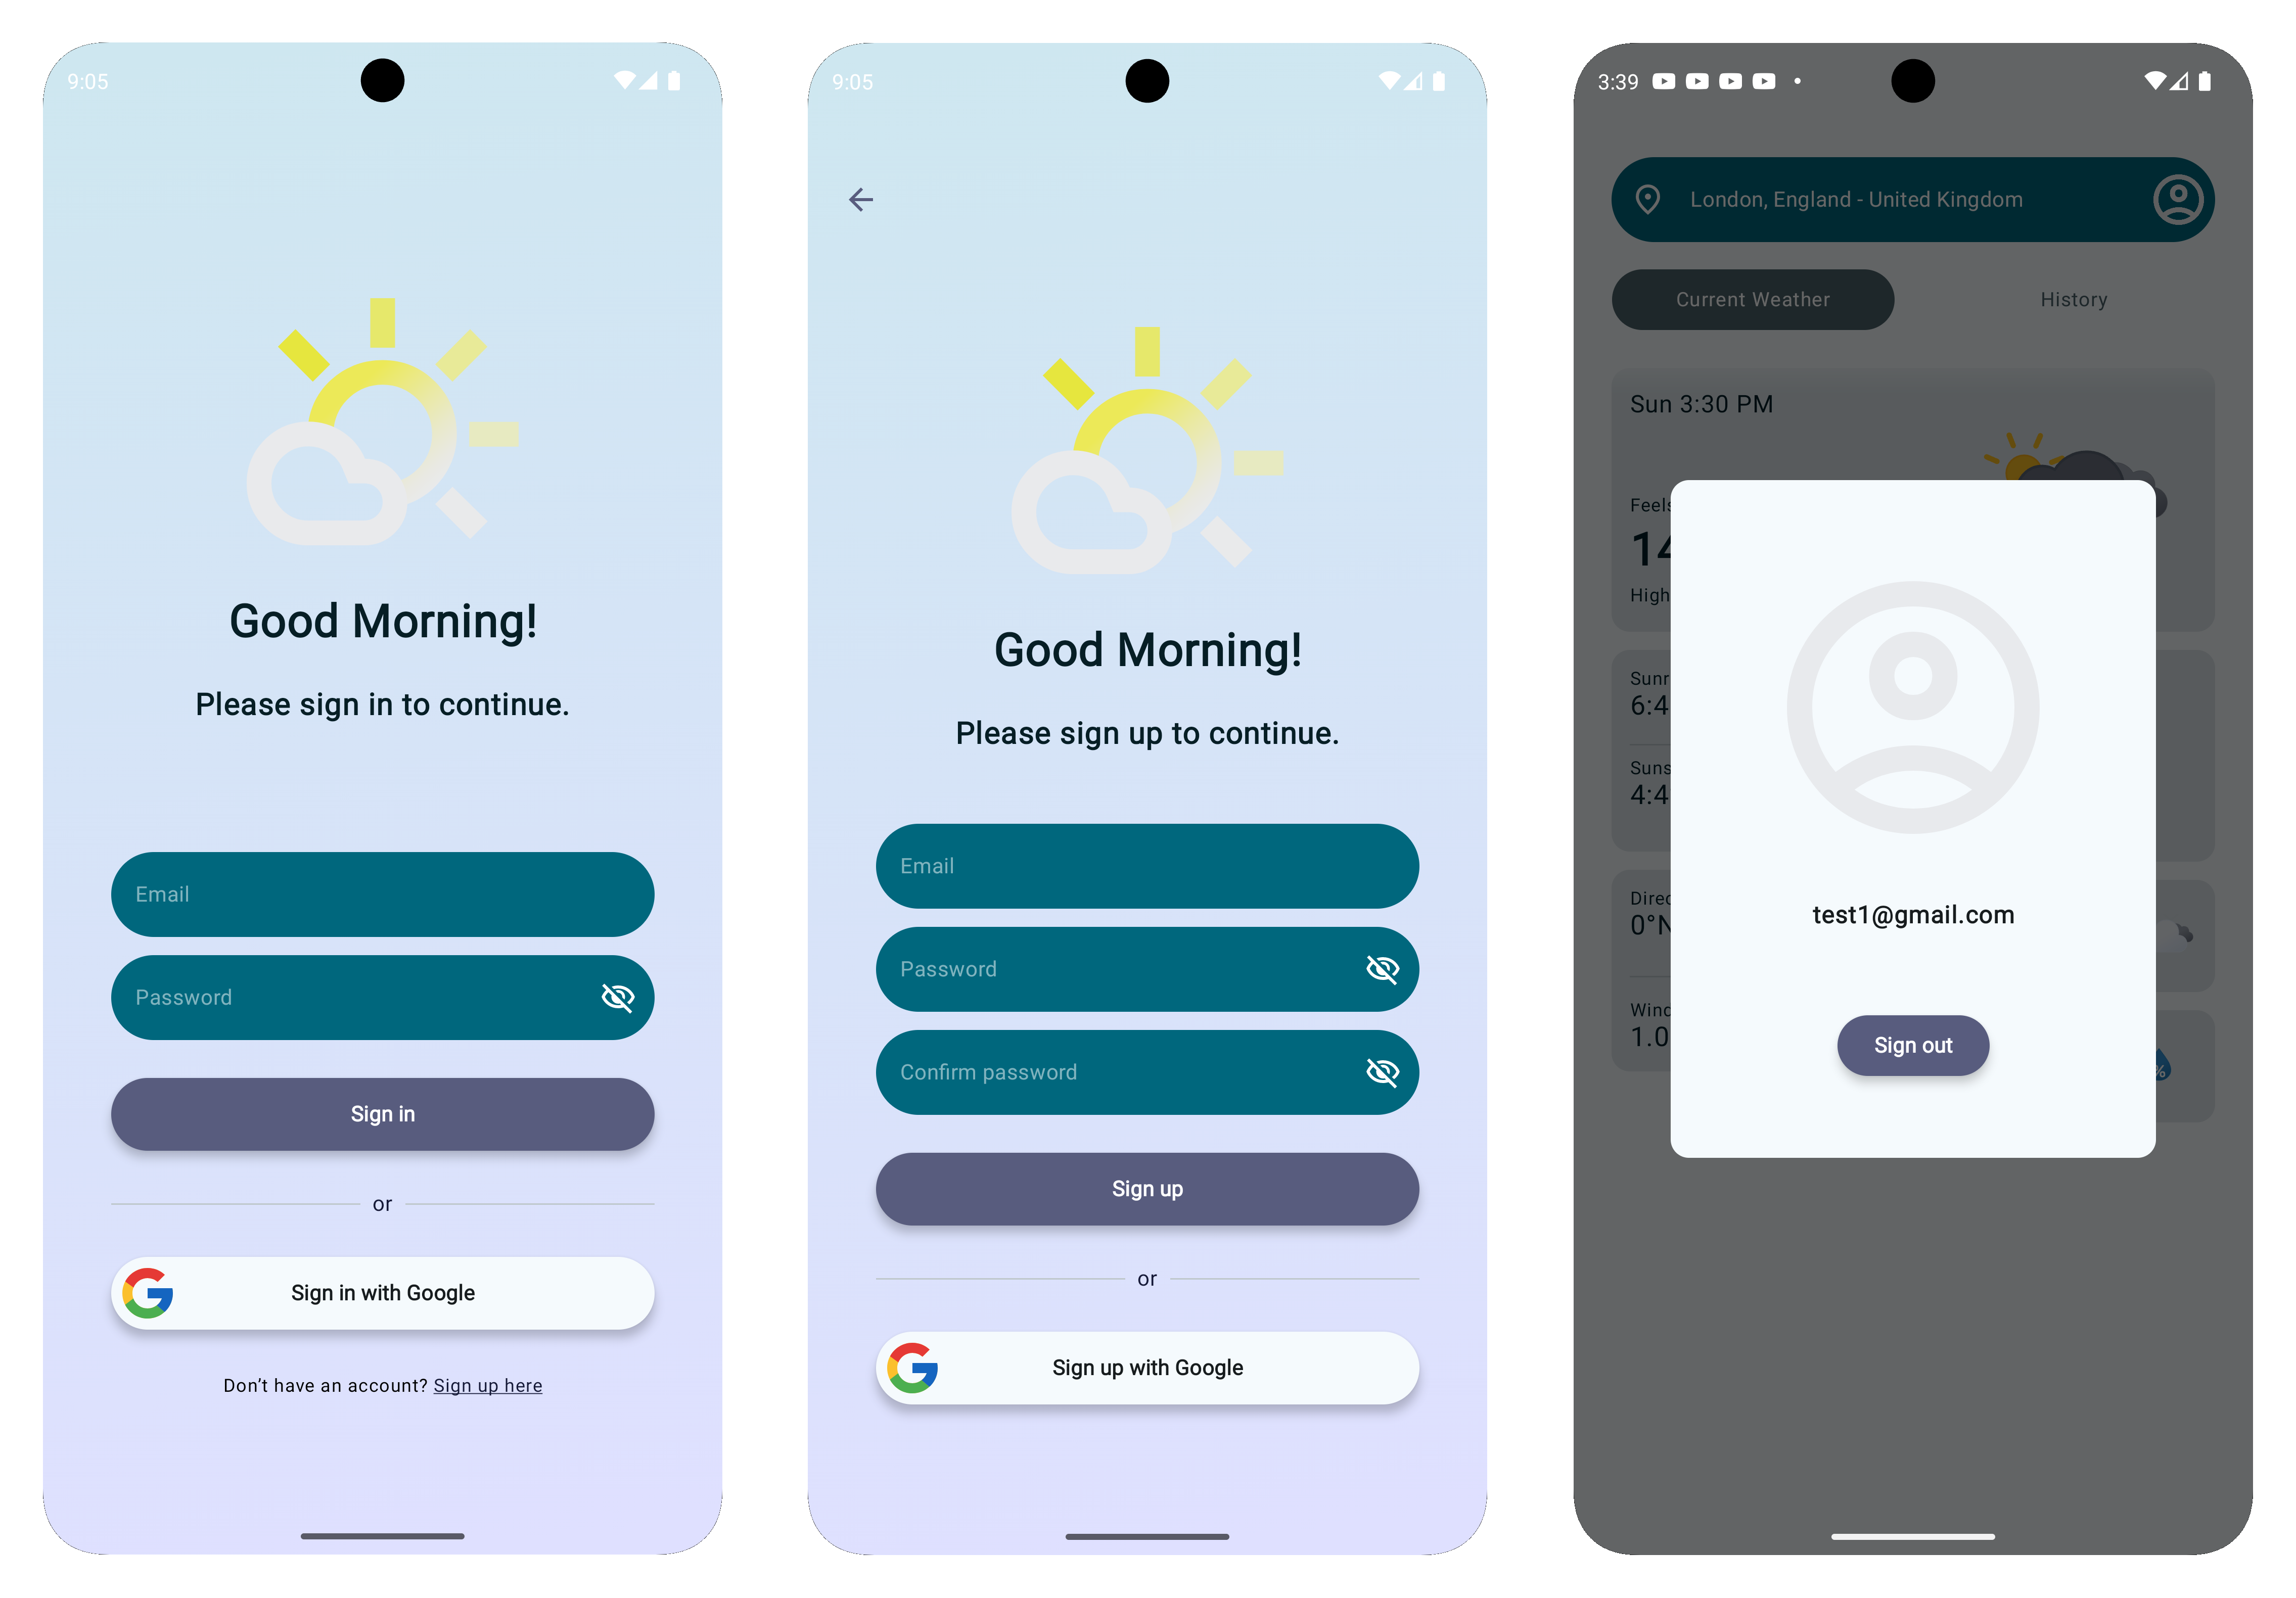 9:05
Good Morning!
Please sign in to continue.
Email
Password
Sign in
or
Sign in with Google
Don't have an account? Sign up here
9:05
Good Morning!
Please sign up to continue.
Email
Password
Confirm password
Sign up
or
Sign up with Google
3:39
London, England - United Kingdom
Current Weather
History
Sun 3:30 PM
Feels
14
High
Sunr
6:4
Suns
4:4
Direc
0°N
Wind
1.0
%
test1@gmail.com
Sign out